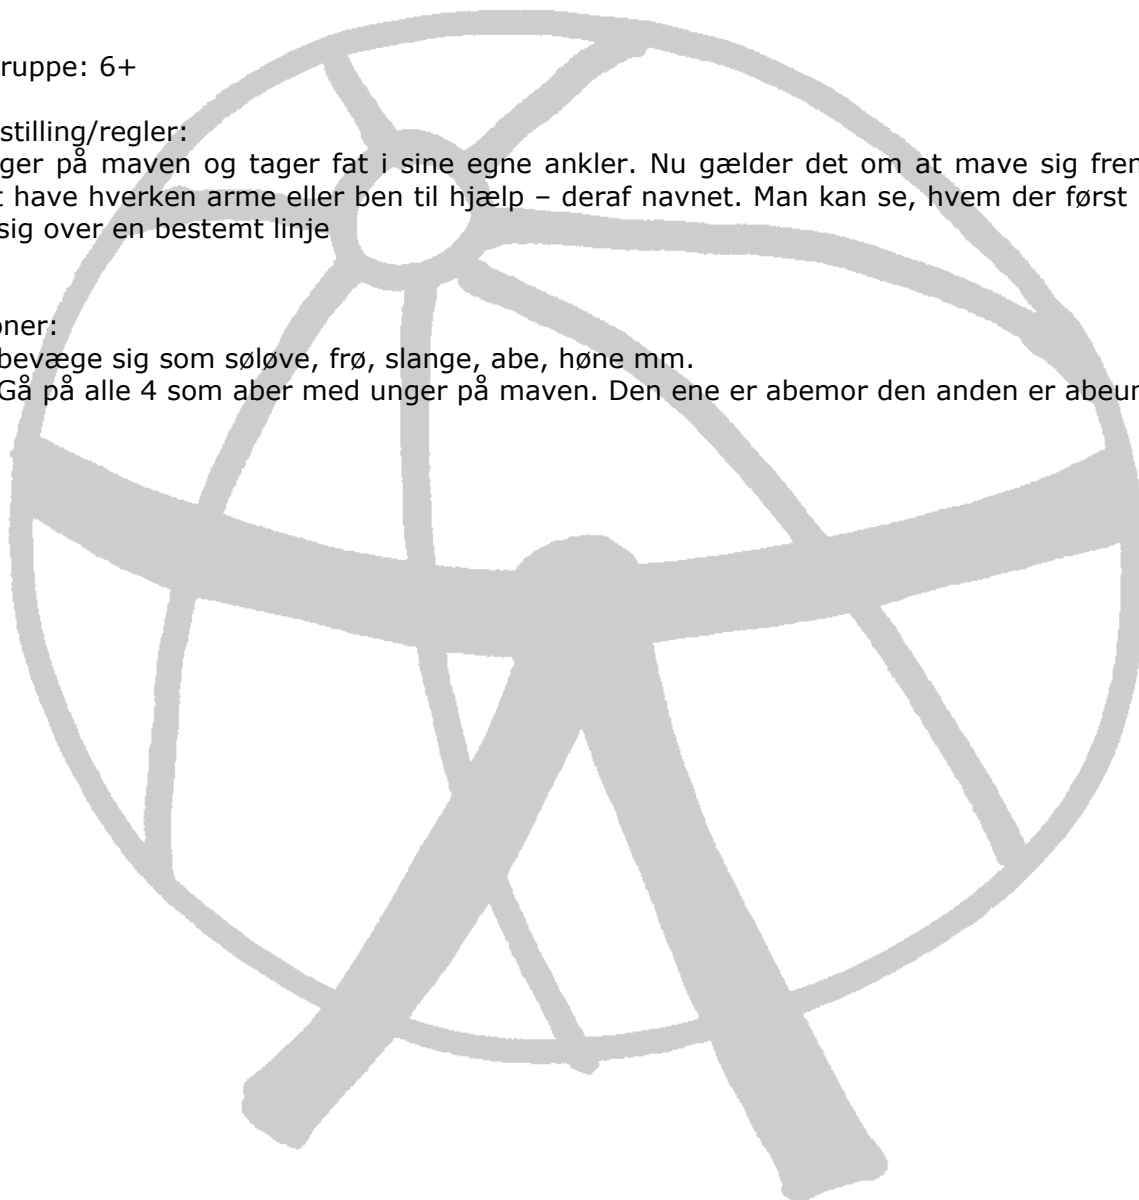 ruppe: 6+
stilling/regler:
ger på maven og tager fat i sine egne ankler. Nu gælder det om at mave sig fren
t have hverken arme eller ben til hjælp – deraf navnet. Man kan se, hvem der først
sig over en bestemt linje
oner:
bevæge sig som søløve, frø, slange, abe, høne mm.
Gå på alle 4 som aber med unger på maven. Den ene er abemor den anden er abeur